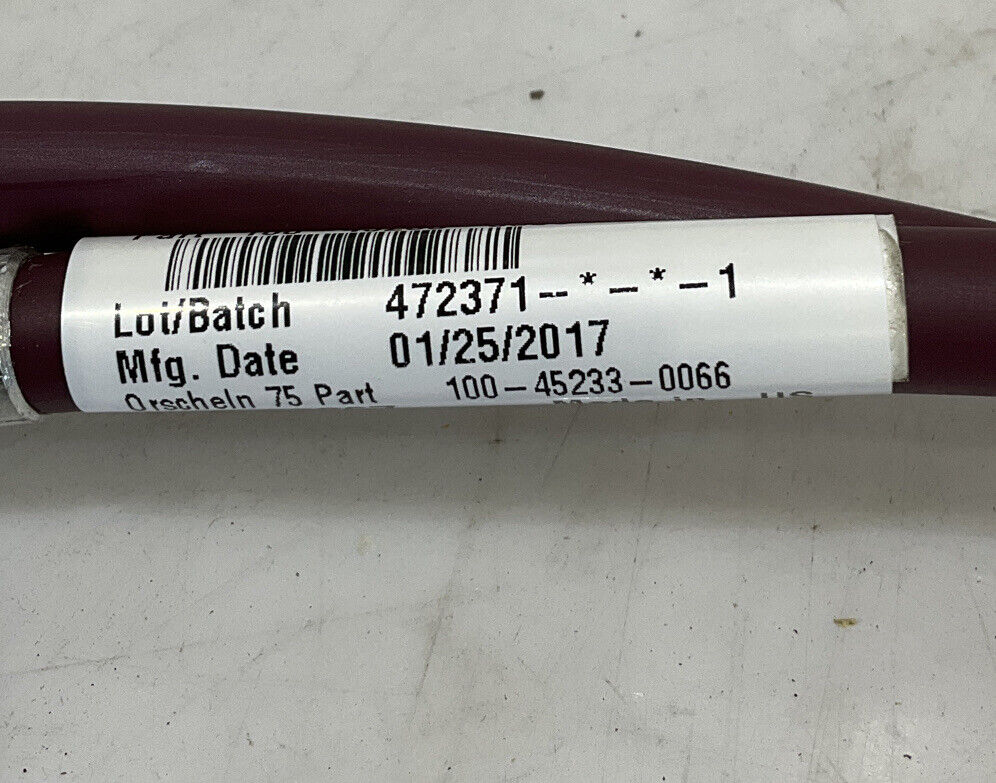 Lot/Batch 472371--*-*-1
Mfg. Date 01/25/2017
Orscheln 75 Part 100-45233-0066